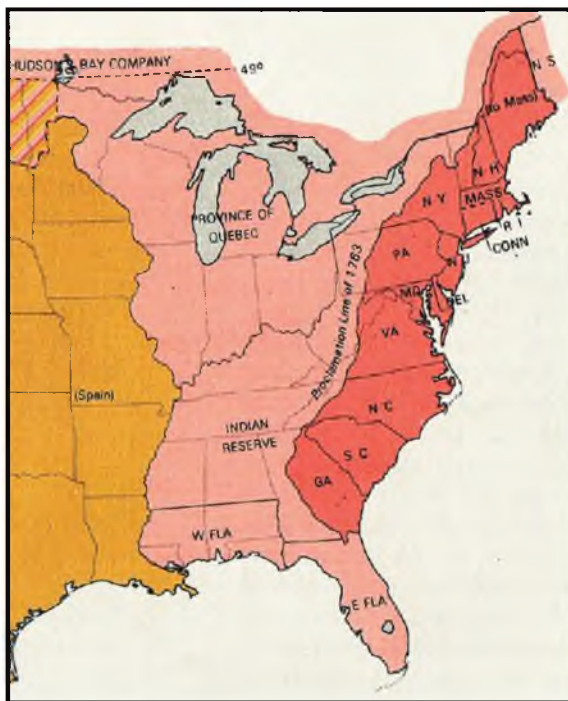 HUDSON'S BAY COMPANY
49º
N S
(to Mass)
N H
MASS
R I
CONN
N Y
PROVINCE OF
QUEBEC
PA
N J
MD
DEL
VA
Proclamation Line of 1763
(Spain)
INDIAN
RESERVE
N C
S C
GA
W. FLA
E FLA